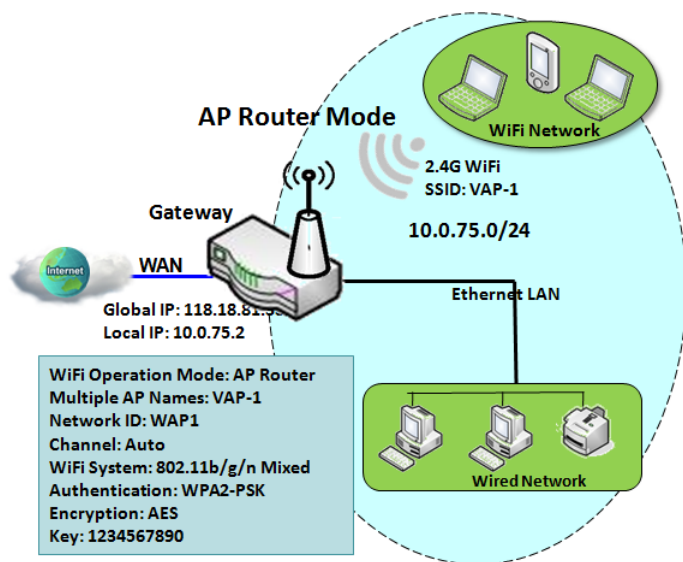 AP Router Mode
WiFi Network
2.4G WiFi
SSID: VAP-1
10.0.75.0/24
Gateway
Internet
WAN
Ethernet LAN
Global IP:
Local IP: 10.0.75.2
WiFi Operation Mode: AP Router
Multiple AP Names: VAP-1
Network ID: WAP1
Channel: Auto
WiFi System: 802.11b/g/n Mixed
Authentication: WPA2-PSK
Encryption: AES
Key: 1234567890
Wired Network